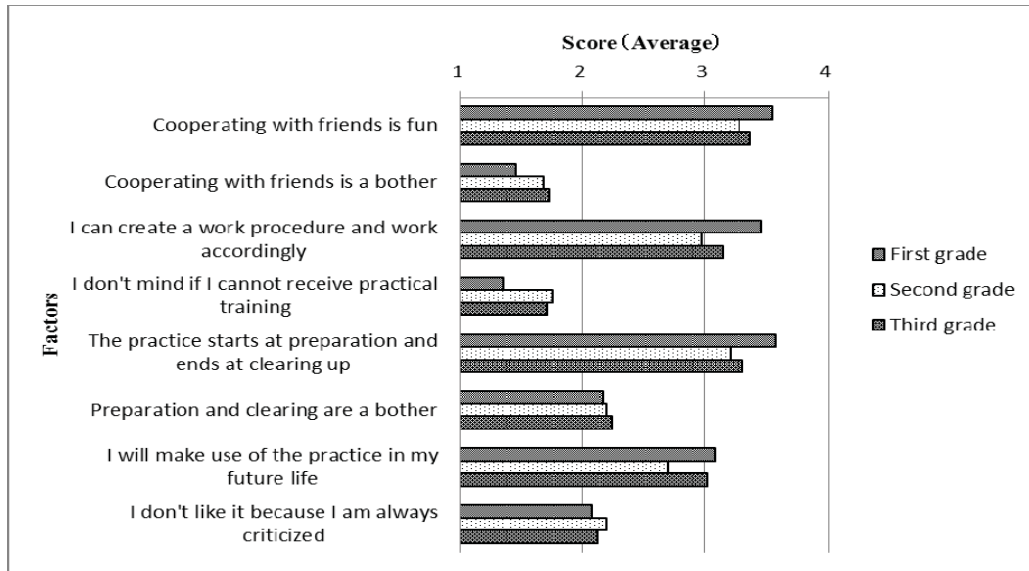 Score (Average)
1 2 3 4
Cooperating with friends is fun
Cooperating with friends is a bother
I can create a work procedure and work
accordingly
I don't mind if I cannot receive practical
training
The practice starts at preparation and
ends at clearing up
Preparation and clearing are a bother
I will make use of the practice in my
future life
I don't like it because I am always
criticized
Factors
First grade
Second grade
Third grade